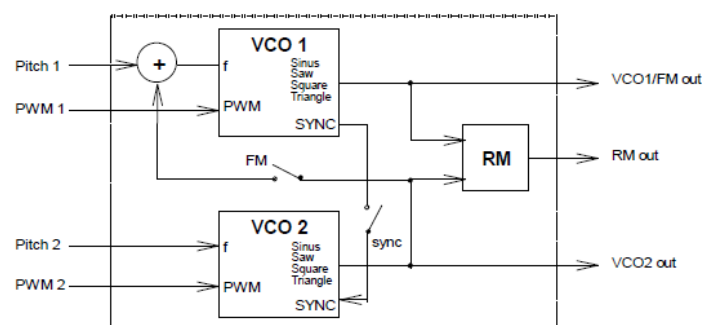 VCO 1
Pitch 1
+
f
Sinus
Saw
Square
Triangle
VCO1/FM out
PWM 1
PWM
SYNC
RM
RM out
FM
VCO 2
sync
Pitch 2
f
Sinus
Saw
Square
Triangle
VCO2 out
PWM 2
PWM
SYNC